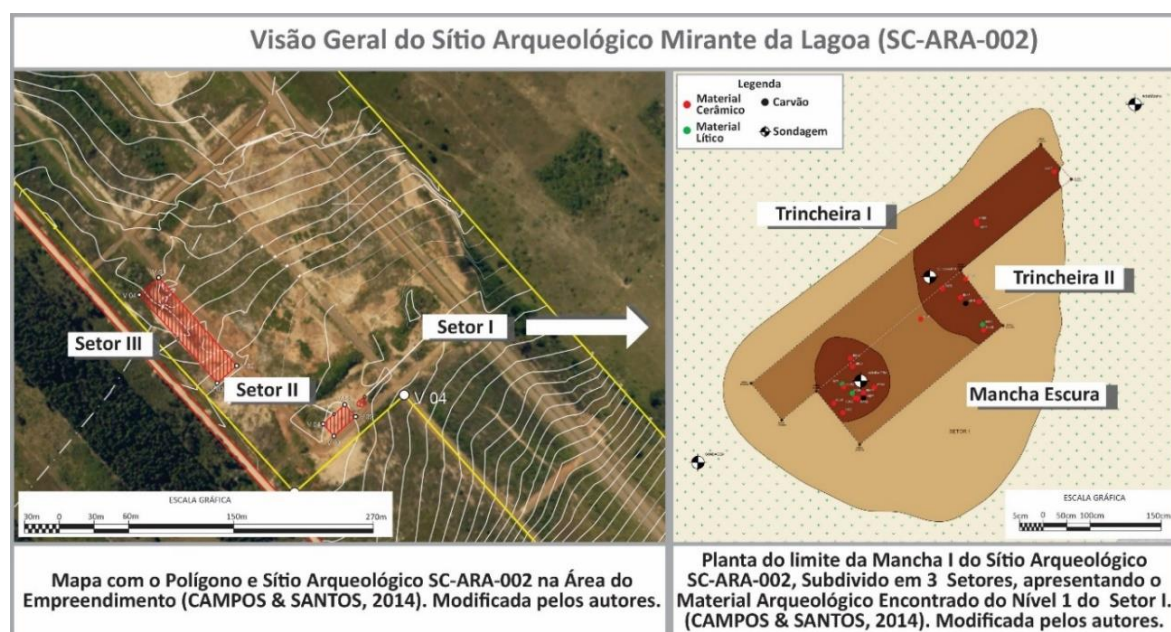 Visão Geral do Sítio Arqueológico Mirante da Lagoa (SC-ARA-002)
Setor III
Setor II
Setor I
V 04
V 04
V 04
ESCALA GRÁFICA
30m 0 30m 60m 150m 270m
Legenda
Material Cerâmico
Carvão
Material Lítico
Sondagem
Trincheira I
Trincheira II
Mancha Escura
SETOR I
ESCALA GRÁFICA
5cm 0 50cm 100cm 150cm
Mapa com o Polígono e Sítio Arqueológico SC-ARA-002 na Área do
Empreendimento (CAMPOS & SANTOS, 2014). Modificada pelos autores.
Planta do limite da Mancha I do Sítio Arqueológico
SC-ARA-002, Subdivido em 3 Setores, apresentando o
Material Arqueológico Encontrado do Nível 1 do Setor I.
(CAMPOS & SANTOS, 2014). Modificada pelos autores.